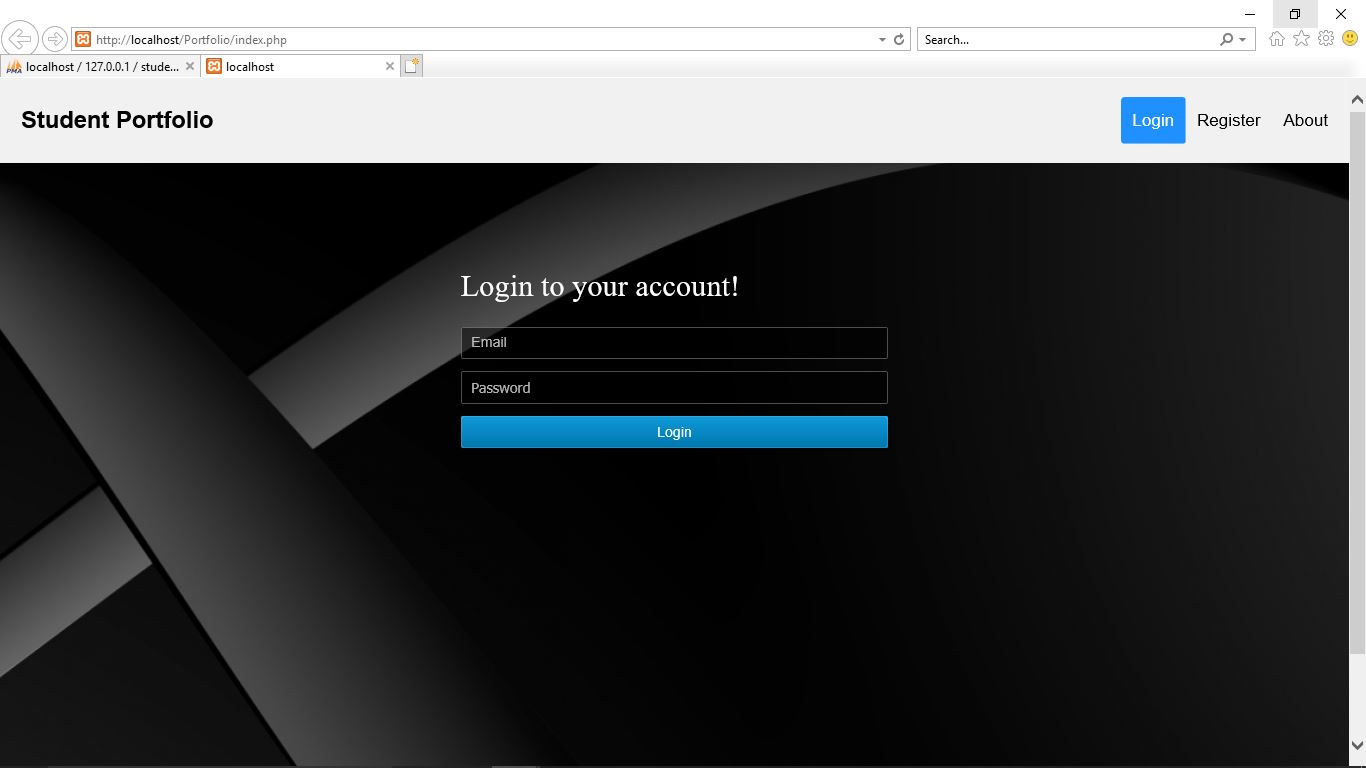 http://localhost/Portfolio/index.php
Search...
PMA
localhost / 127.0.0.1 / stude...
localhost
Student Portfolio
Login
Register
About
Login to your account!
Email
Password
Login